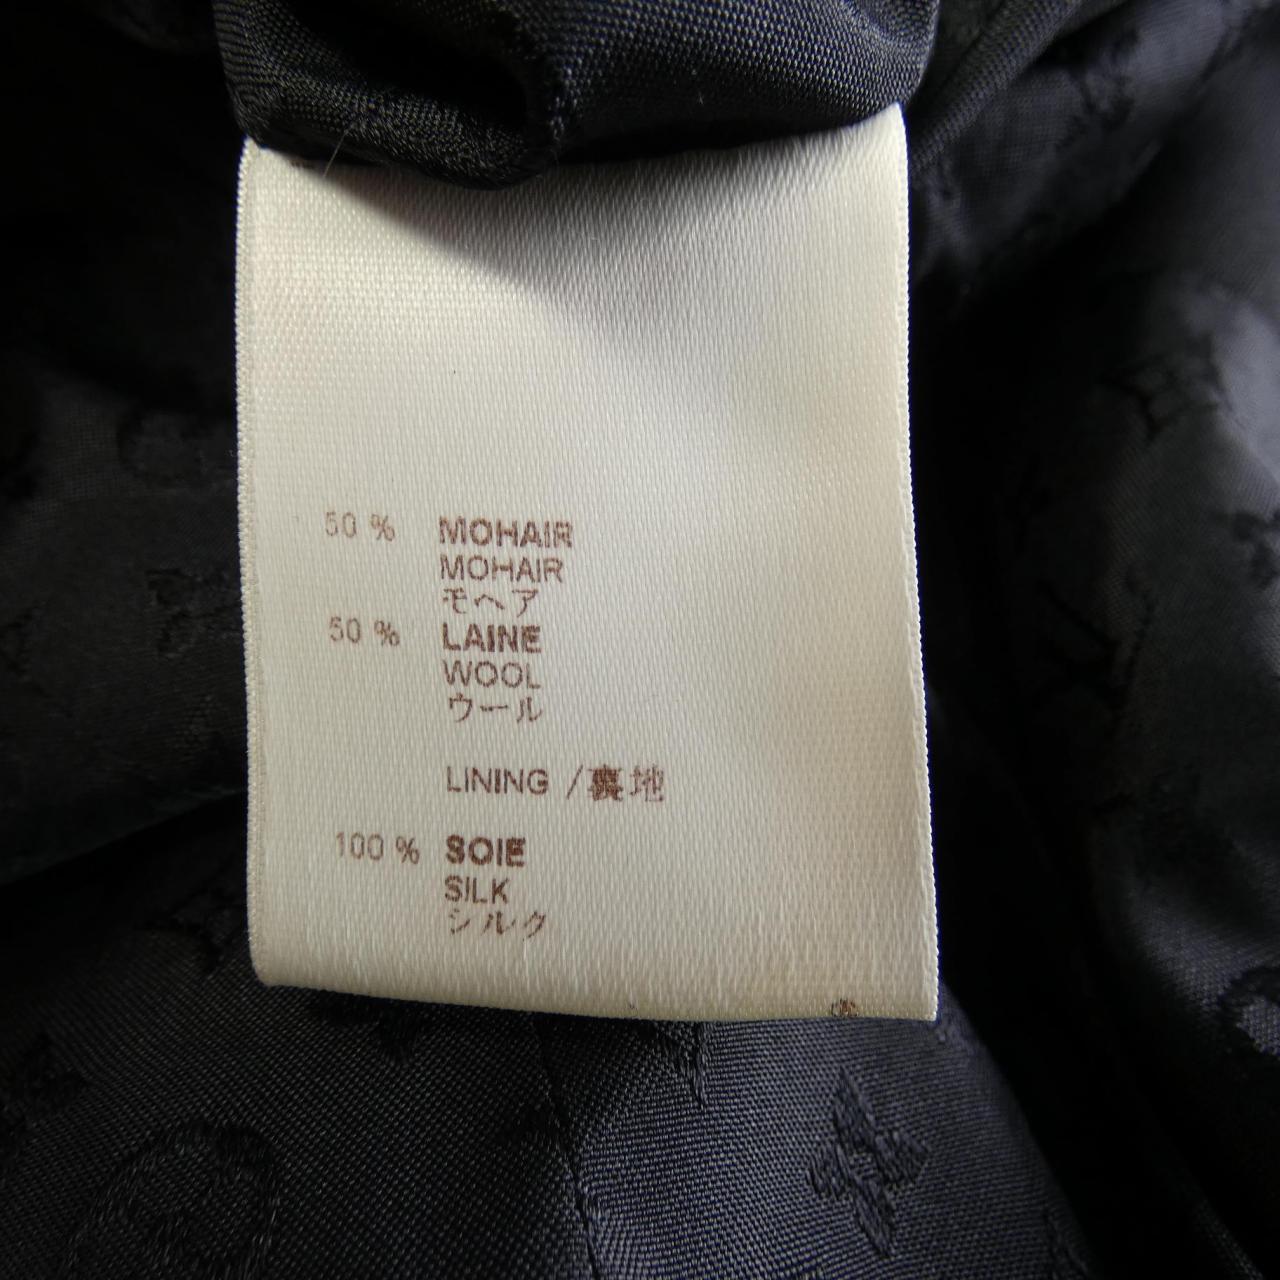 50 % MOHAIR
MOHAIR
モヘア
50 % LAINE
WOOL
ウール
LINING / 裏地
100 % SOIE
SILK
シルク